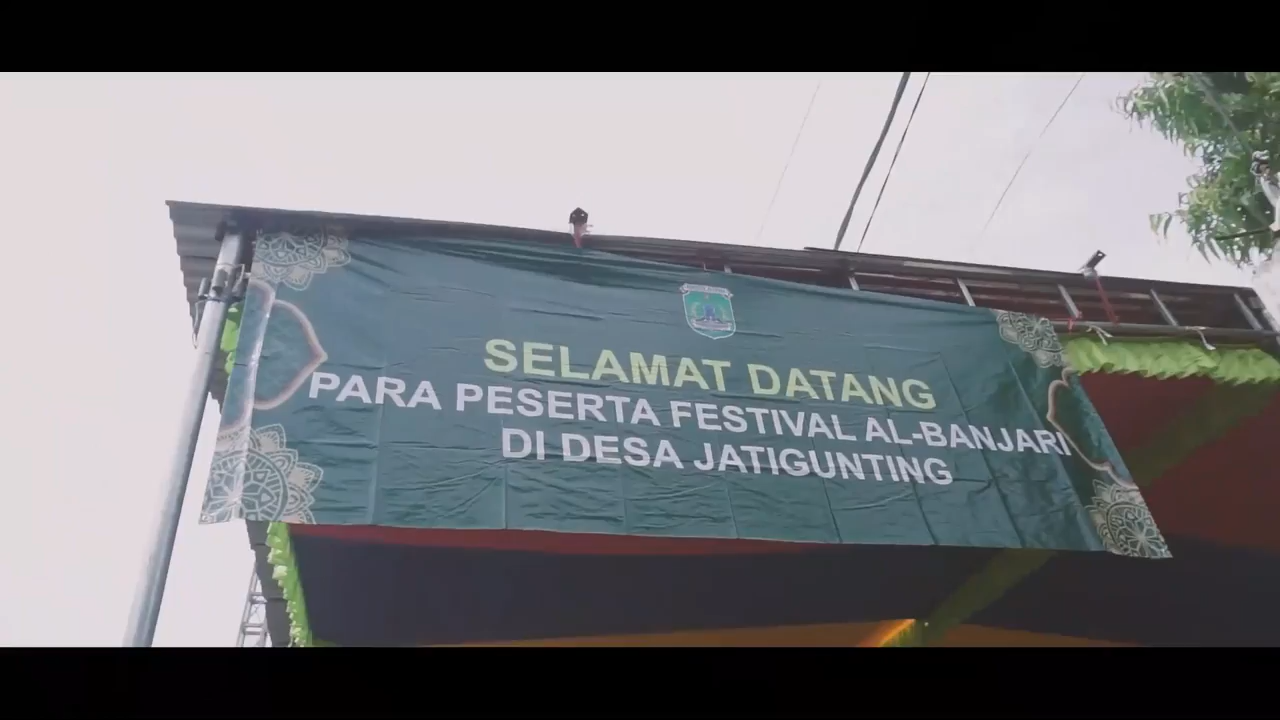 SELAMAT DATANG
PARA PESERTA FESTIVAL AL-BANJARI
DI DESA JATIGUNTING